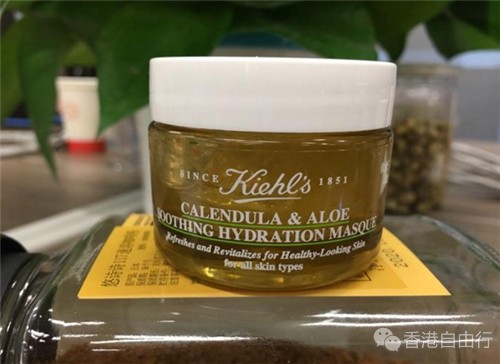 SINCE Kiehl's 1851
CALENDULA & ALOE
SOOTHING HYDRATION MASQUE
Refreshes and Revitalizes for Healthy-Looking Skin
for all skin types
香港自由行